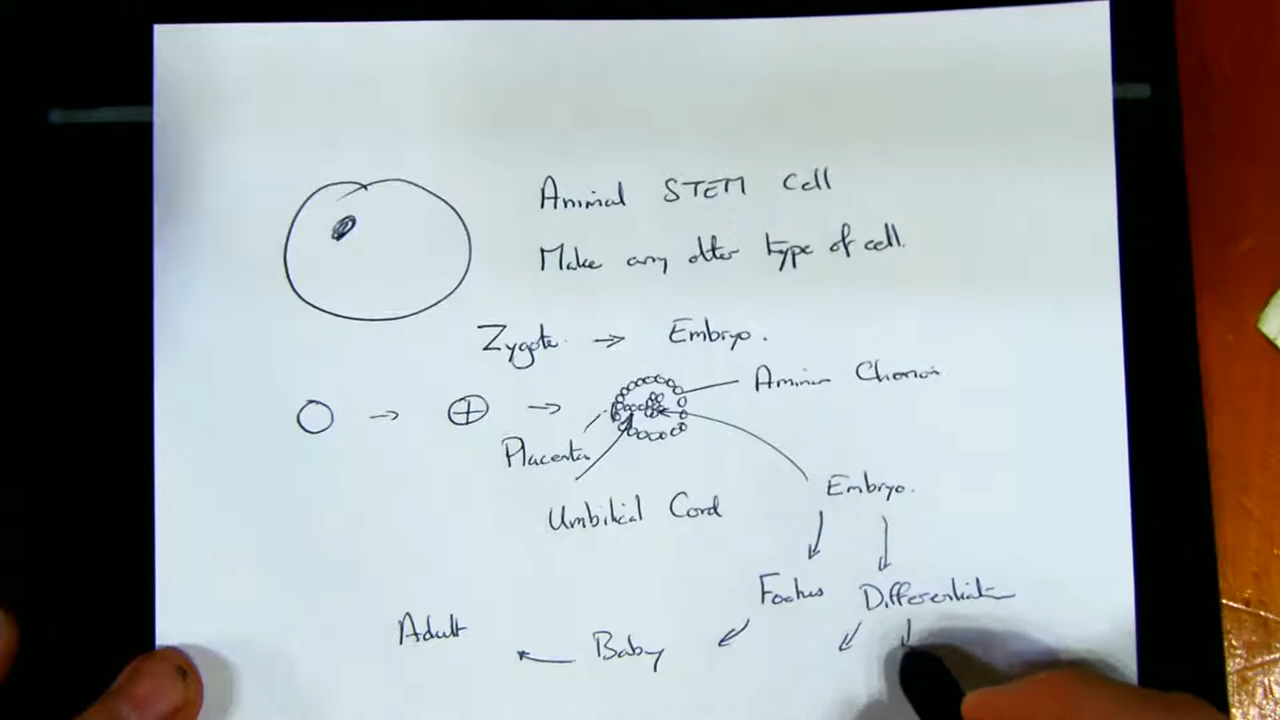 Animal STEM Cell
Make any other type of cell.
Zygote → Embryo.
Amnion Chorion
Placenta
Umbilical Cord
Embryo.
Foetus Differentiation
Adult Baby